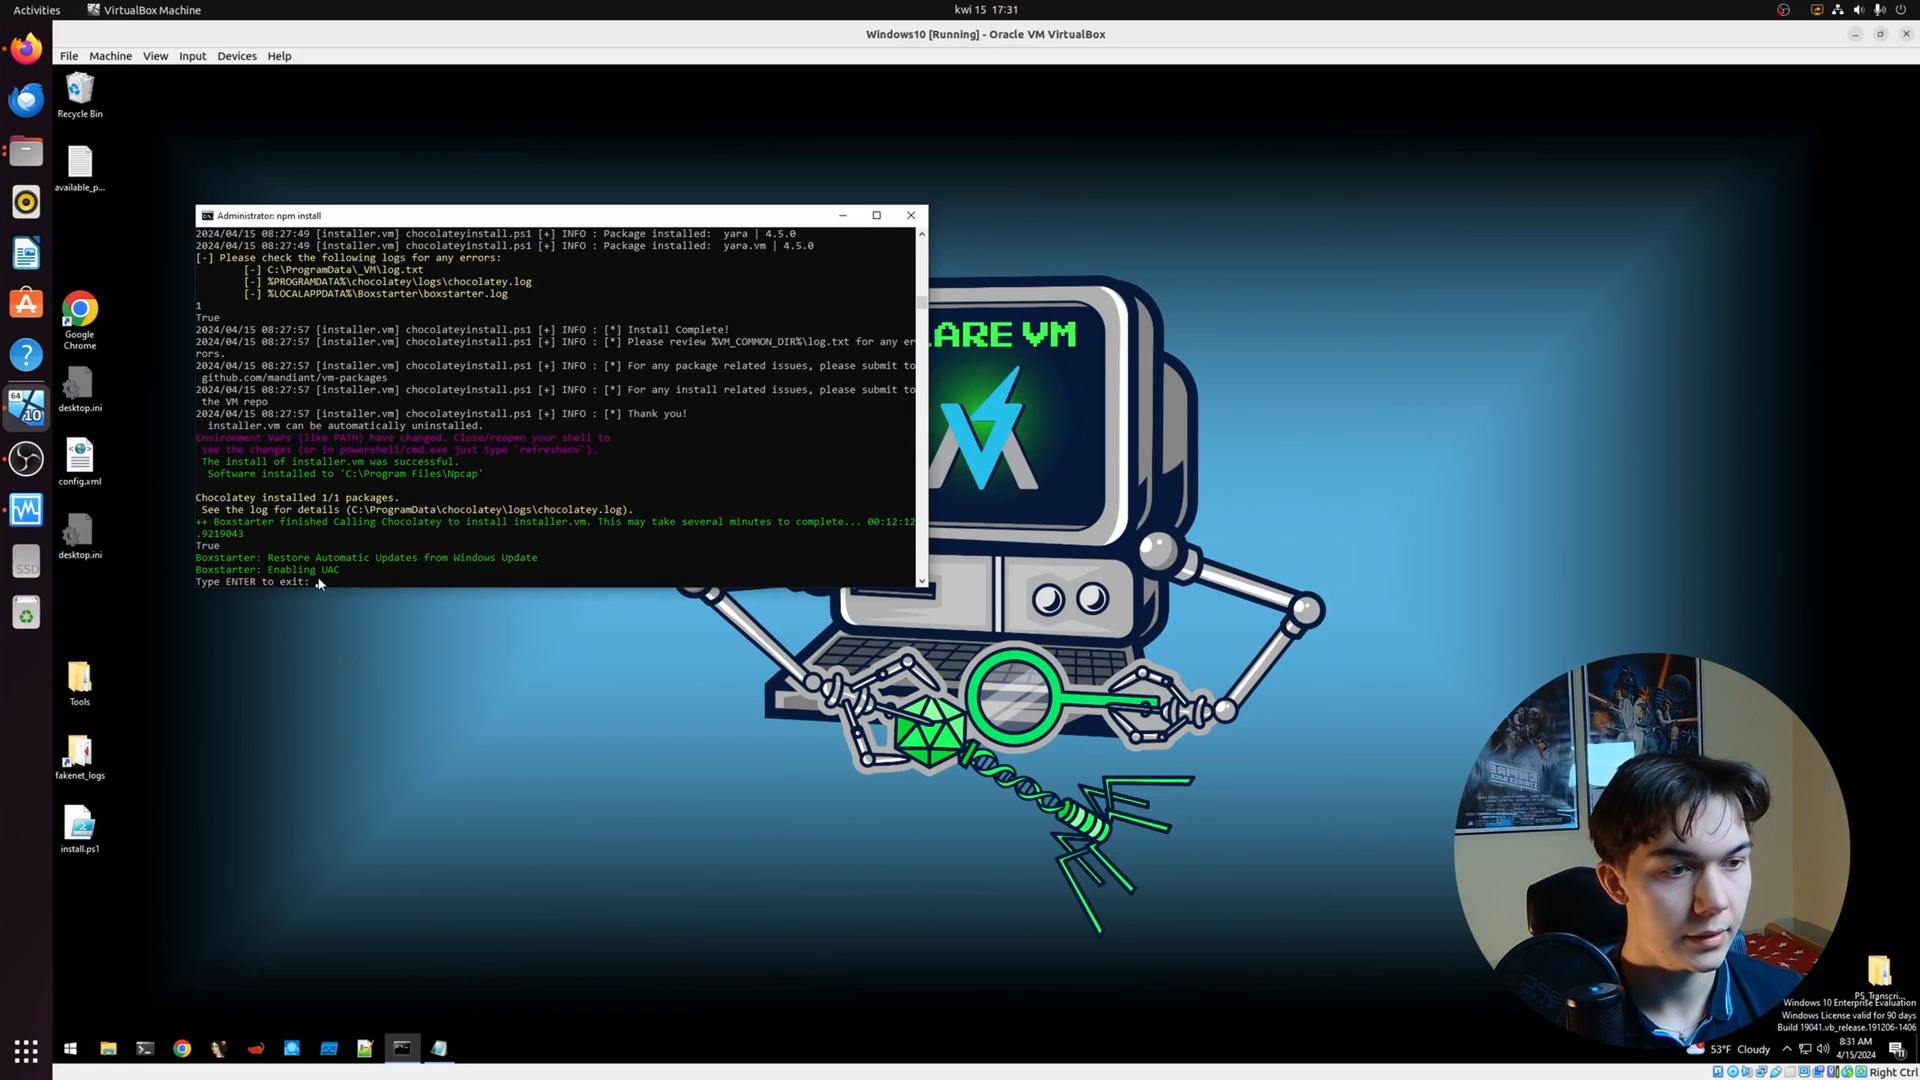 Activities
VirtualBox Machine
kwi 15 17:31
Windows10 [Running] - Oracle VM VirtualBox
File Machine View Input Devices Help
Recycle Bin
available_p...
Google Chrome
desktop.ini
config.xml
desktop.ini
Tools
fakenet_logs
install.ps1
Administrator: npm install
2024/04/15 08:27:49 [installer.vm] chocolateyinstall.ps1 [+] INFO : Package installed: yara | 4.5.0
2024/04/15 08:27:49 [installer.vm] chocolateyinstall.ps1 [+] INFO : Package installed: yara.vm | 4.5.0
[-] Please check the following logs for any errors:
[-] C:\ProgramData\_VM\log.txt
[-] %PROGRAMDATA%\chocolatey\logs\chocolatey.log
[-] %LOCALAPPDATA%\Boxstarter\boxstarter.log
1
True
2024/04/15 08:27:57 [installer.vm] chocolateyinstall.ps1 [+] INFO : [*] Install Complete!
2024/04/15 08:27:57 [installer.vm] chocolateyinstall.ps1 [+] INFO : [*] Please review %VM_COMMON_DIR%\log.txt for any er
rors.
2024/04/15 08:27:57 [installer.vm] chocolateyinstall.ps1 [+] INFO : [*] For any package related issues, please submit to
github.com/mandiant/vm-packages
2024/04/15 08:27:57 [installer.vm] chocolateyinstall.ps1 [+] INFO : [*] For any install related issues, please submit to
the VM repo
2024/04/15 08:27:57 [installer.vm] chocolateyinstall.ps1 [+] INFO : [*] Thank you!
installer.vm can be automatically uninstalled.
Environment Vars (like PATH) have changed. Close/reopen your shell to
see the changes (or in powershell/cmd.exe just type `refreshenv`).
The install of installer.vm was successful.
Software installed to 'C:\Program Files\Npcap'
Chocolatey installed 1/1 packages.
See the log for details (C:\ProgramData\chocolatey\logs\chocolatey.log).
++ Boxstarter finished Calling Chocolatey to install installer.vm. This may take several minutes to complete... 00:12:12
.9219043
True
Boxstarter: Restore Automatic Updates from Windows Update
Boxstarter: Enabling UAC
Type ENTER to exit:
ARE VM
64
10
SSD
EMPIRE
STRIKES BACK
PS_Transcri...
Windows 10 Enterprise Evaluation
Windows License valid for 90 days
Build 19041.vb_release.191206-1406
53°F Cloudy
8:31 AM
4/15/2024
Right Ctrl